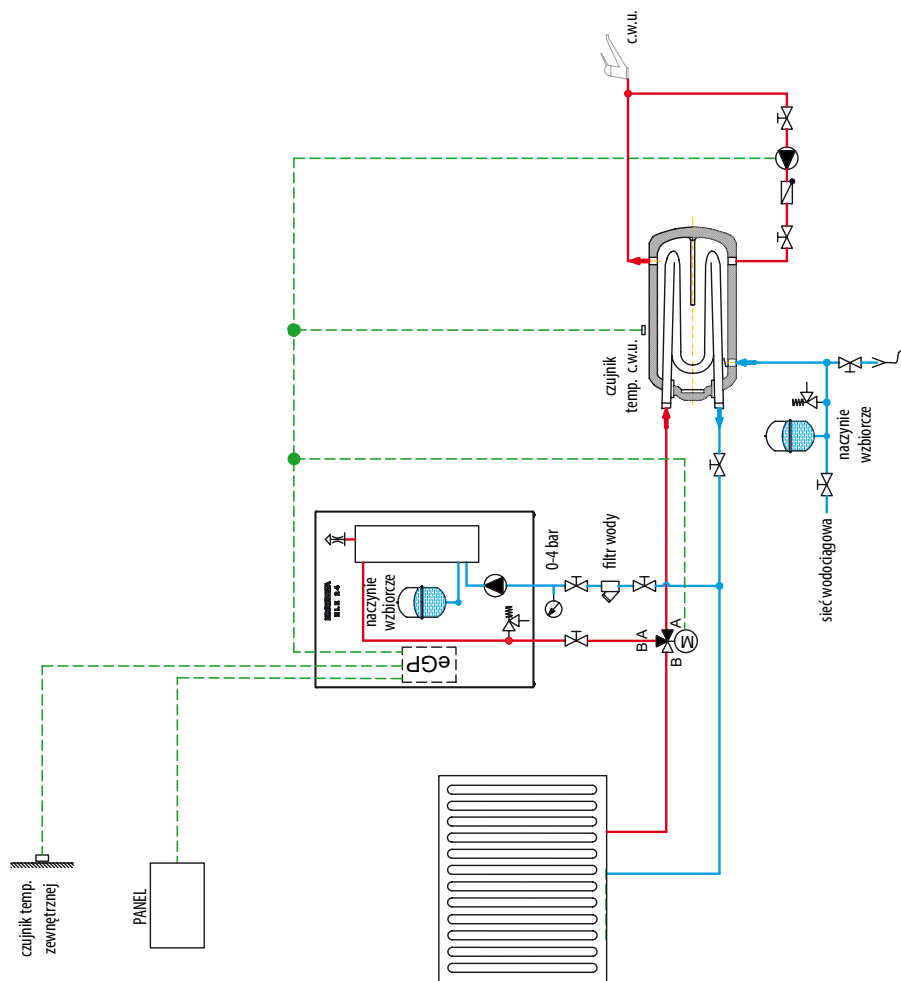 c.w.u.
czujnik
temp. c.w.u.
naczynie
wzbiorcze
sieć wodociągowa
0-4 bar
filtr wody
naczynie
wzbiorcze
eGP
A
B
A
B
M
czujnik temp.
zewnętrznej
PANEL